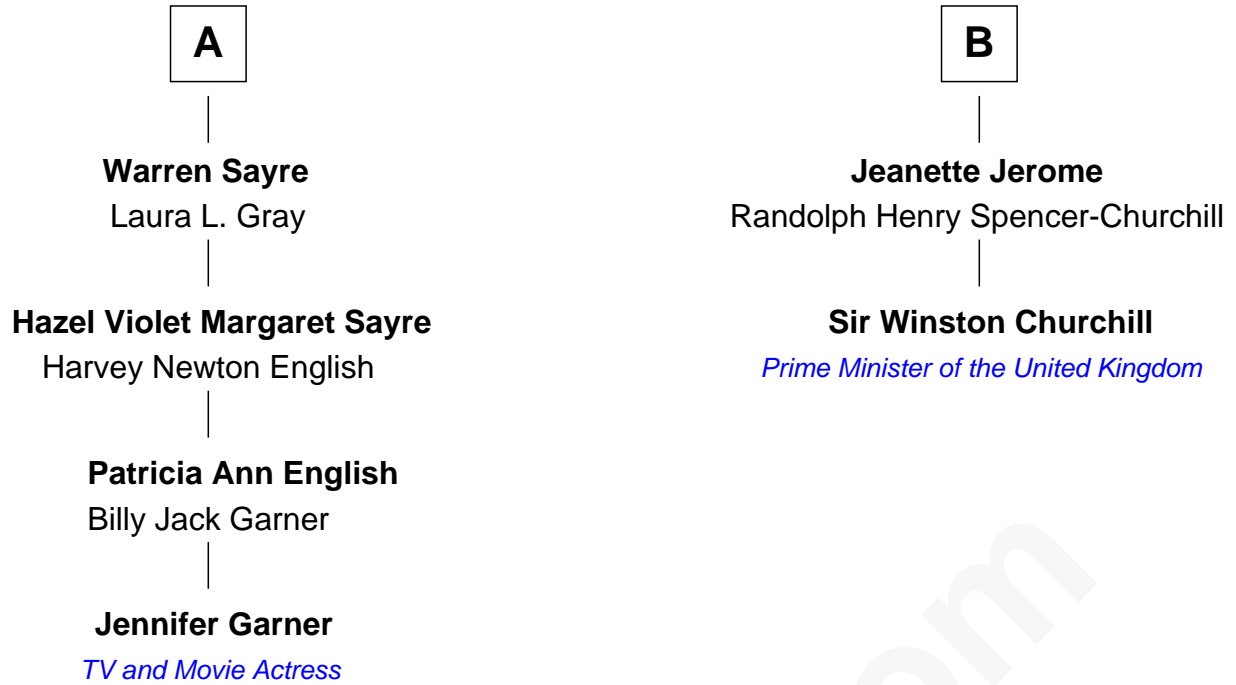 A
Warren Sayre
Laura L. Gray
Hazel Violet Margaret Sayre
Harvey Newton English
Patricia Ann English
Billy Jack Garner
Jennifer Garner
TV and Movie Actress
B
Jeanette Jerome
Randolph Henry Spencer-Churchill
Sir Winston Churchill
Prime Minister of the United Kingdom
om